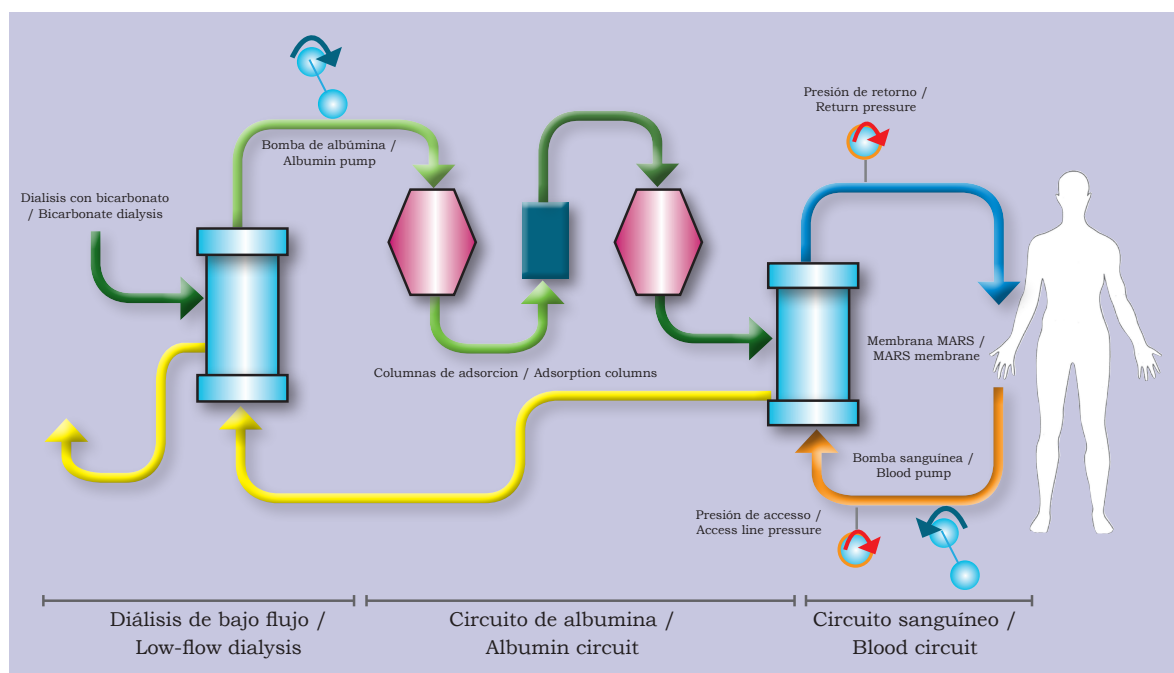 Presión de retorno /
Return pressure
Bomba de albúmina /
Albumin pump
Dialisis con bicarbonato
/ Bicarbonate dialysis
Membrana MARS /
MARS membrane
Columnas de adsorcion / Adsorption columns
Bomba sanguínea /
Blood pump
Presión de accesso /
Access line pressure
Diálisis de bajo flujo /
Low-flow dialysis
Circuito de albumina /
Albumin circuit
Circuito sanguíneo /
Blood circuit